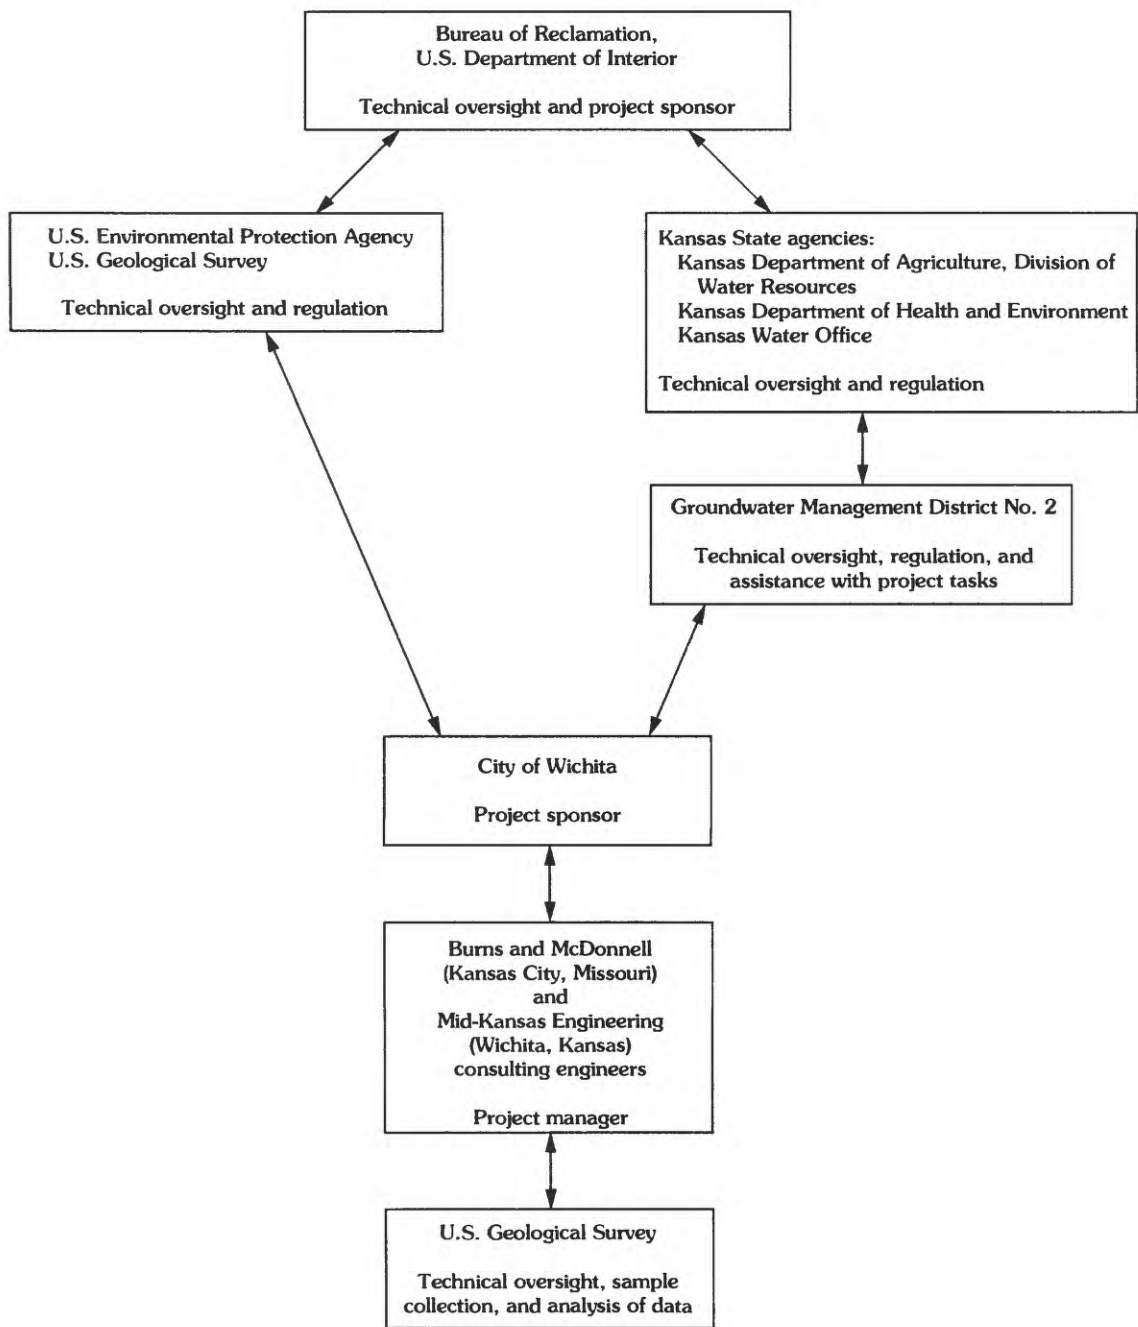 Bureau of Reclamation,
U.S. Department of Interior
Technical oversight and project sponsor
U.S. Environmental Protection Agency
U.S. Geological Survey
Technical oversight and regulation
Kansas State agencies:
Kansas Department of Agriculture, Division of
Water Resources
Kansas Department of Health and Environment
Kansas Water Office
Technical oversight and regulation
Groundwater Management District No. 2
Technical oversight, regulation, and
assistance with project tasks
City of Wichita
Project sponsor
Burns and McDonnell
(Kansas City, Missouri)
and
Mid-Kansas Engineering
(Wichita, Kansas)
consulting engineers
Project manager
U.S. Geological Survey
Technical oversight, sample
collection, and analysis of data